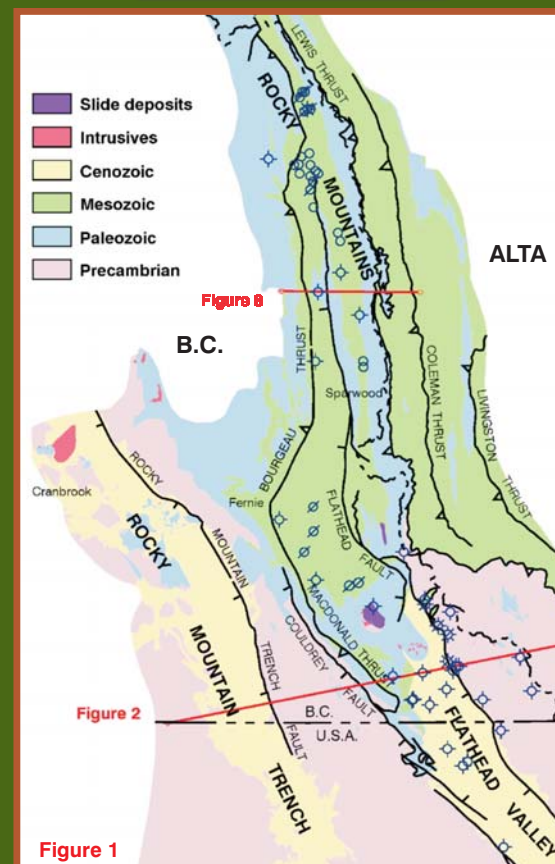 LEWIS THRUST
ROCKY
MOUNTAINS
Slide deposits
Intrusives
Cenozoic
Mesozoic
Paleozoic
Precambrian
ALTA
B.C.
THRUST
BOURGEAU
Sparwood
COLEMAN THRUST
LIVINGSTON
THRUST
Cranbrook
Fernie
ROCKY
MOUNTAIN
TRENCH
FAULT
FLATHEAD
FAULT
MACDONALD THRUST
COULDREY
FAULT
ROCKY
MOUNTAIN
TRENCH
Figure 2
B.C.
U.S.A.
FLATHEAD
VALLEY
Figure 1